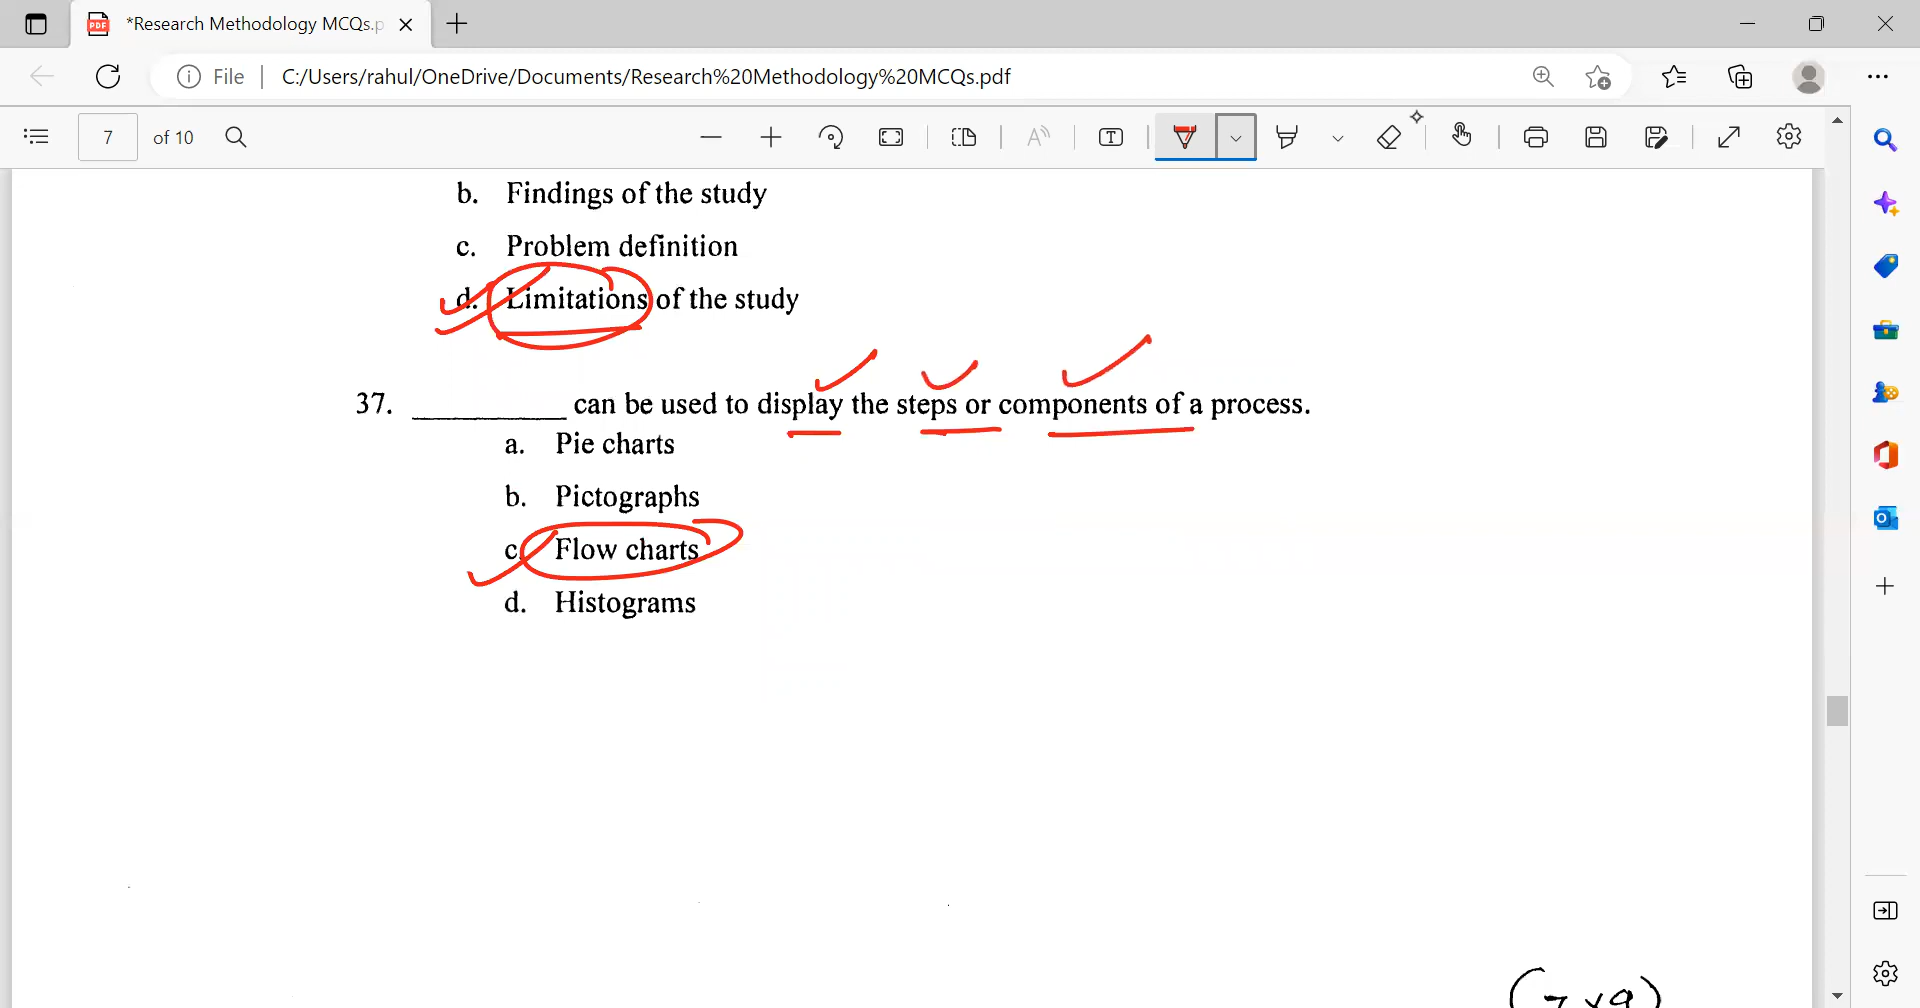 *Research Methodology MCQs.p
File
C:/Users/rahul/OneDrive/Documents/Research%20Methodology%20MCQs.pdf
7 of 10
b. Findings of the study
c. Problem definition
d. Limitations of the study
37. __________ can be used to display the steps or components of a process.
a. Pie charts
b. Pictographs
c. Flow charts
d. Histograms